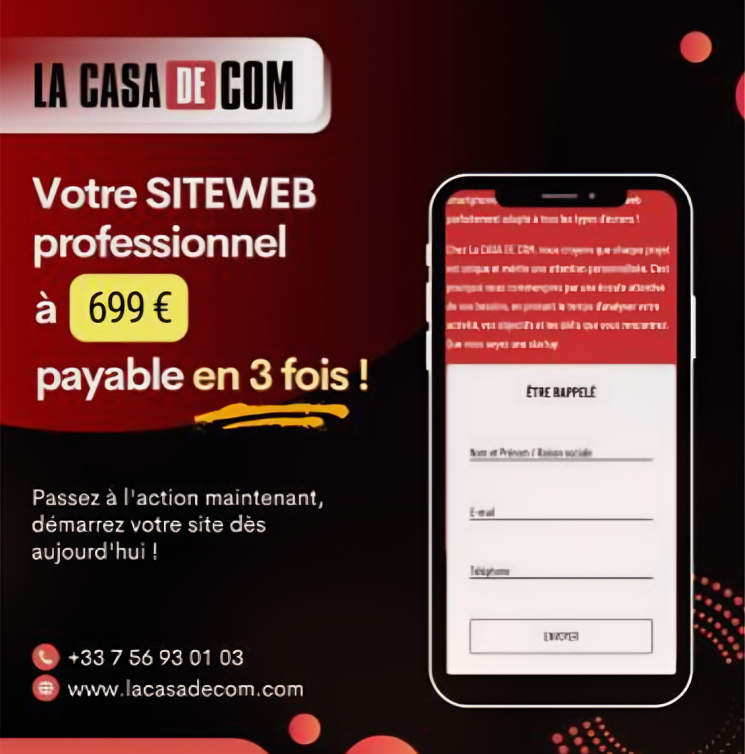 LA CASA DE COM
Votre SITEWEB
professionnel
à 699 €
payable en 3 fois !
Passez à l'action maintenant,
démarrez votre site dès
aujourd'hui !
+33 7 56 93 01 03
www.lacasadecom.com
smartphone web
parfaitement adapté à tous les types d'écrans !
Chez La CASA DE COM, nous croyons que chaque projet
est unique et mérite une attention personnalisée. C'est
pourquoi nous commençons par une écoute attentive
de vos besoins, en prenant le temps d'analyser votre
activité, vos objectifs et les défis que vous rencontrez.
Que vous soyez une startup
ÊTRE RAPPELÉ
Nom et Prénom / Raison sociale
E-mail
Téléphone
ENVOYER